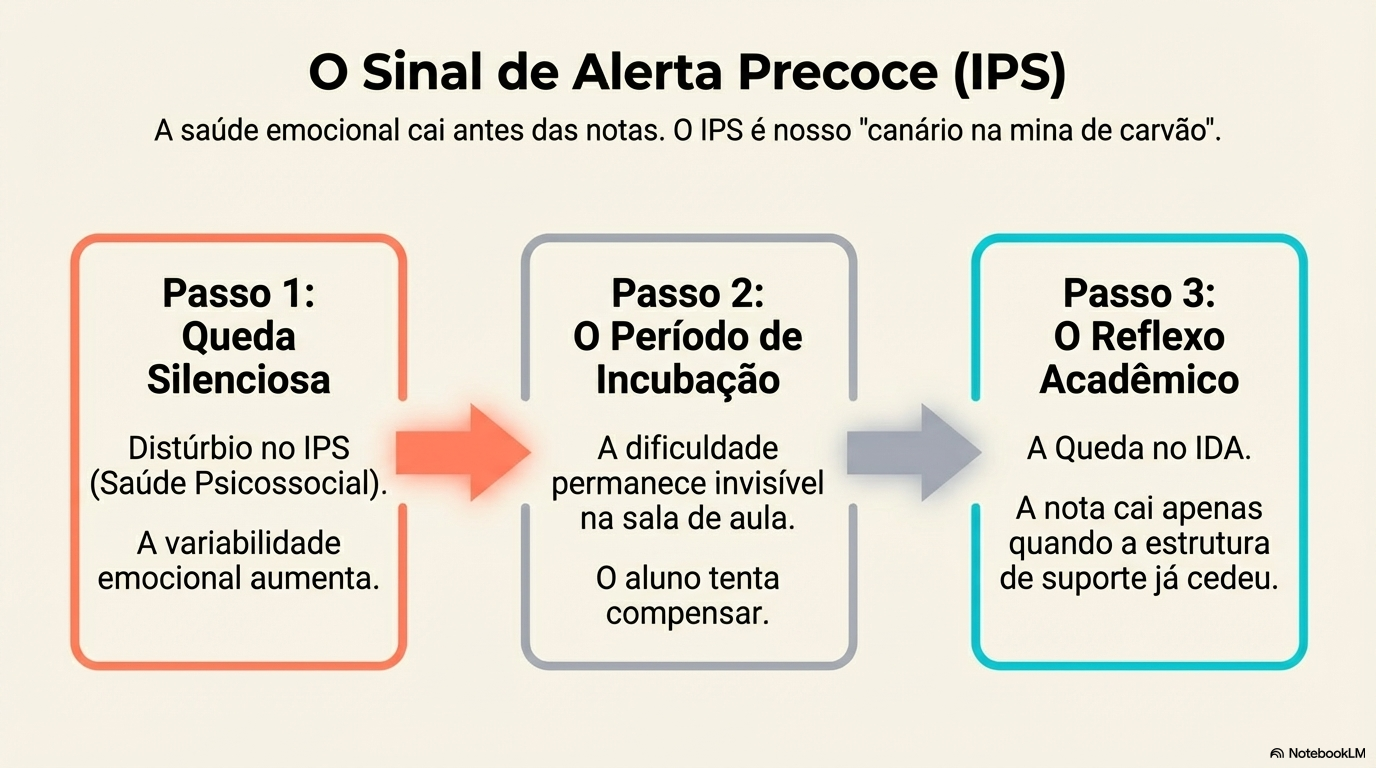 O Sinal de Alerta Precoce (IPS)
A saúde emocional cai antes das notas. O IPS é nosso "canário na mina de carvão".
Passo 1:
Queda
Silenciosa
Distúrbio no IPS
(Saúde Psicossocial).
A variabilidade
emocional aumenta.
Passo 2:
O Período de
Incubação
A dificuldade
permanece invisível
na sala de aula.
O aluno tenta
compensar.
Passo 3:
O Reflexo
Acadêmico
A Queda no IDA.
A nota cai apenas
quando a estrutura
de suporte já cedeu.
NotebookLM